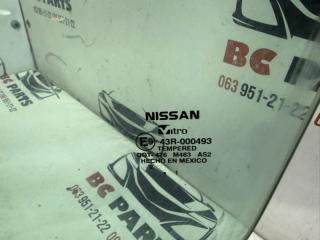 BC PARTS
063 951-21-22
NISSAN
Vitro
43R-000493
TEMPERED
DOT-476 M483 AS2
HECHO EN MEXICO
BC PARTS
063 951-21-22